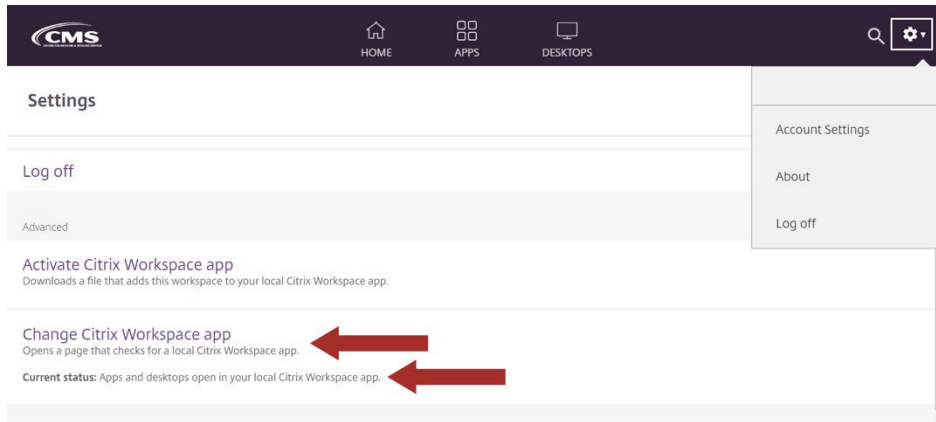 CMS
HOME
APPS
DESKTOPS
Settings
Account Settings
About
Log off
Log off
Advanced
Activate Citrix Workspace app
Downloads a file that adds this workspace to your local Citrix Workspace app.
Change Citrix Workspace app
Opens a page that checks for a local Citrix Workspace app.
Current status: Apps and desktops open in your local Citrix Workspace app.